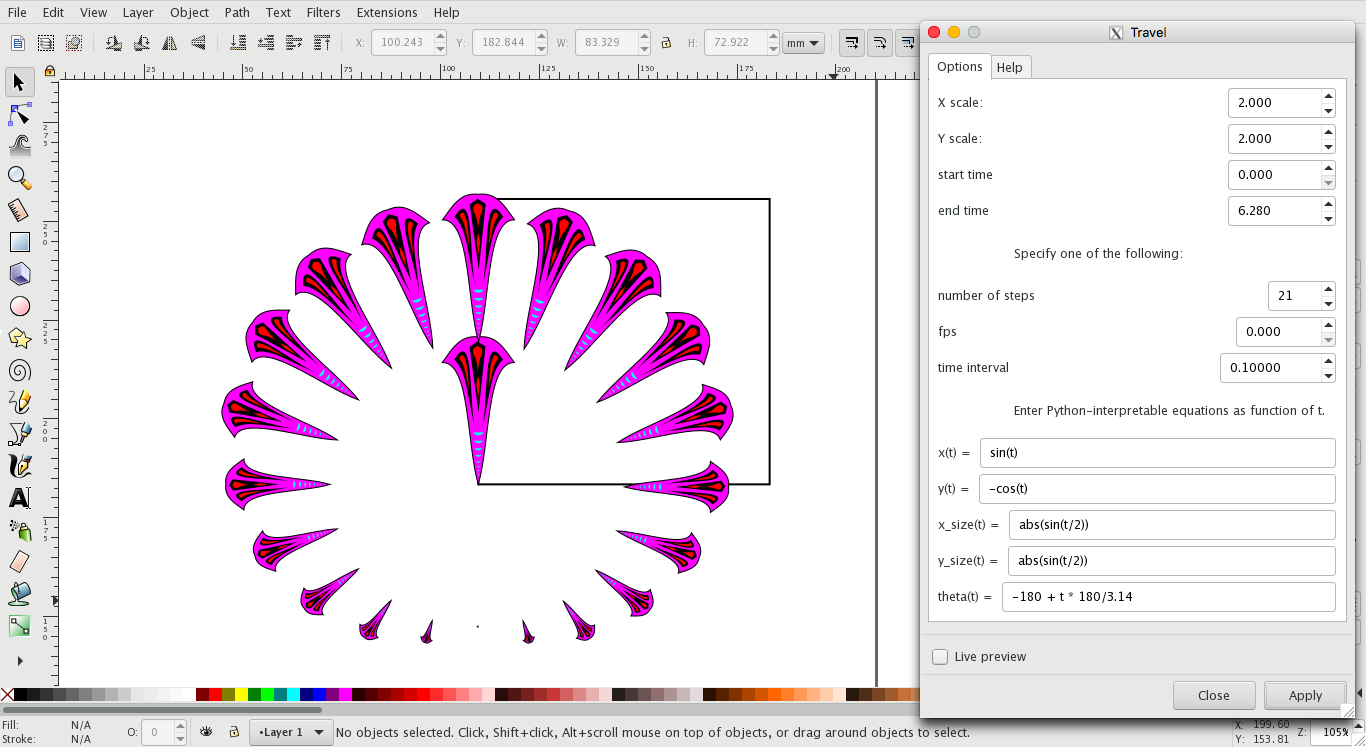 File Edit View Layer Object Path Text Filters Extensions Help
X: 100.243 Y: 182.844 W: 83.329 H: 72.922 mm
25 50 75 100 125 150 175 200
275
250
225
200
175
150
Travel
Options Help
X scale: 2.000
Y scale: 2.000
start time 0.000
end time 6.280
Specify one of the following:
number of steps 21
fps 0.000
time interval 0.10000
Enter Python-interpretable equations as function of t.
x(t) = sin(t)
y(t) = -cos(t)
x_size(t) = abs(sin(t/2))
y_size(t) = abs(sin(t/2))
theta(t) = -180 + t * 180/3.14
Live preview
Close Apply
Fill: N/A
Stroke: N/A
O: 0
•Layer 1
No objects selected. Click, Shift+click, Alt+scroll mouse on top of objects, or drag around objects to select.
X: 199.60
Y: 153.81
Z: 105%